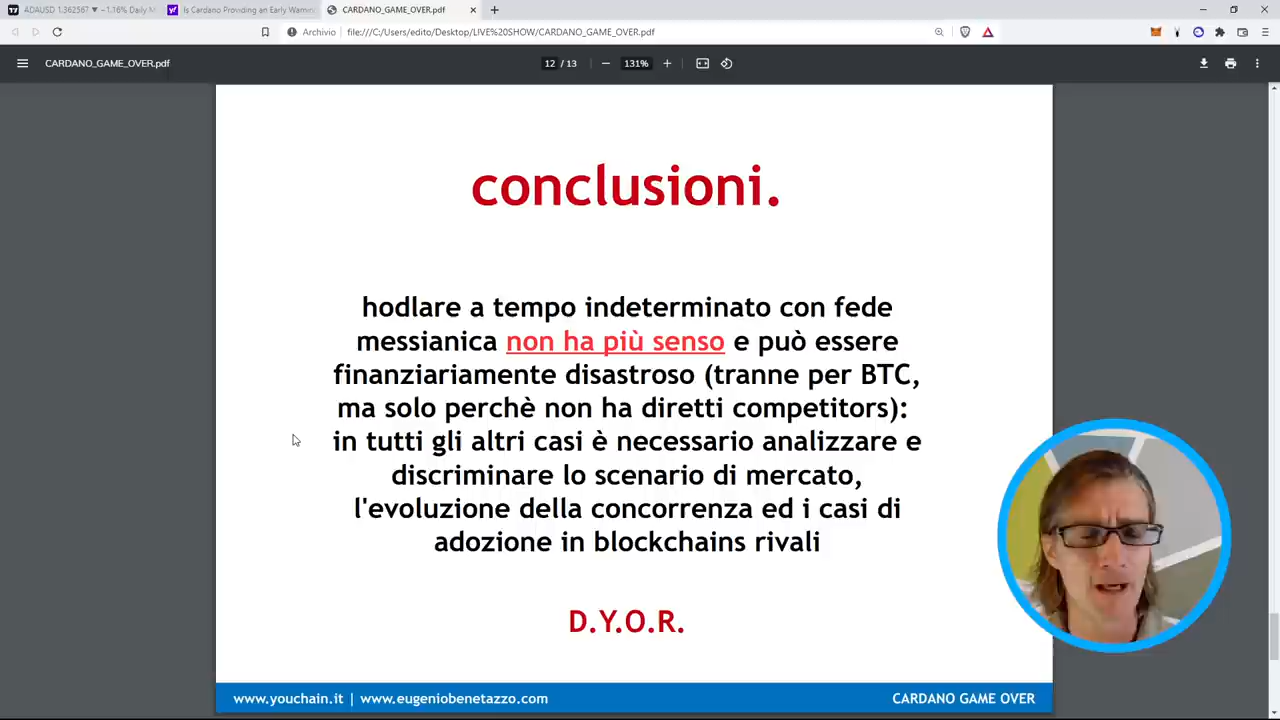 ADAUSD 1.362567 ▼ −1.16% Daily M
Is Cardano Providing an Early Warnin
CARDANO_GAME_OVER.pdf
Archivio
file:///C:/Users/edito/Desktop/LIVE%20SHOW/CARDANO_GAME_OVER.pdf
CARDANO_GAME_OVER.pdf
12 / 13
131%
conclusioni.
hodlare a tempo indeterminato con fede
messianica non ha più senso e può essere
finanziariamente disastroso (tranne per BTC,
ma solo perchè non ha diretti competitors):
in tutti gli altri casi è necessario analizzare e
discriminare lo scenario di mercato,
l'evoluzione della concorrenza ed i casi di
adozione in blockchains rivali
D.Y.O.R.
www.youchain.it | www.eugeniobenetazzo.com
CARDANO GAME OVER